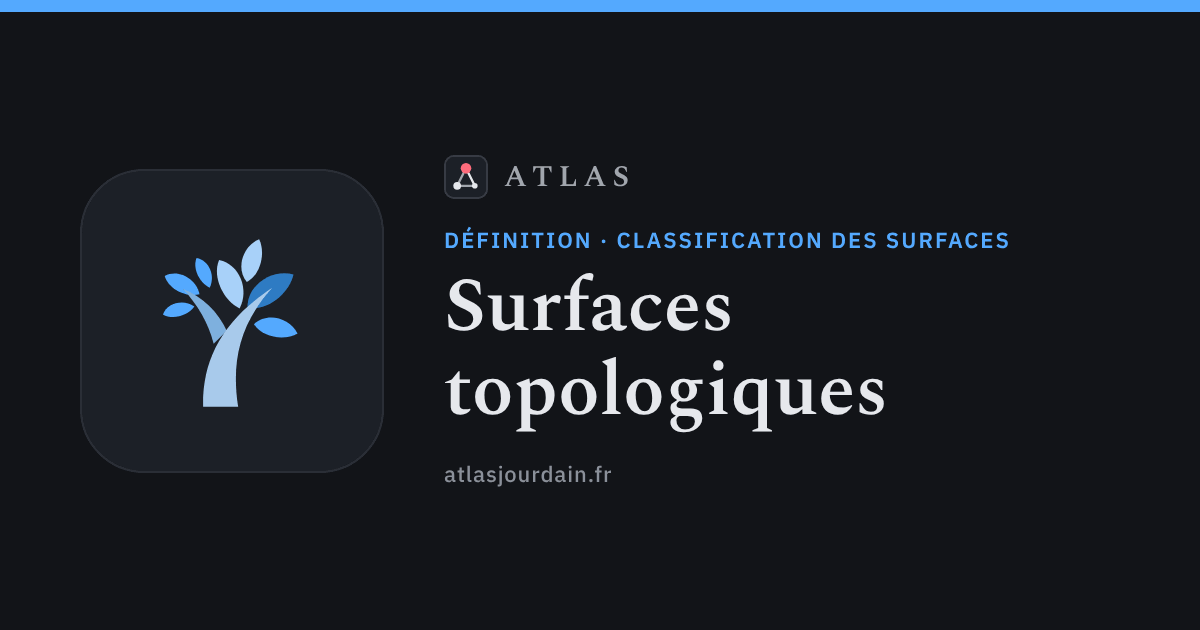 ATLAS
DÉFINITION · CLASSIFICATION DES SURFACES
Surfaces
topologiques
atlasjourdain.fr